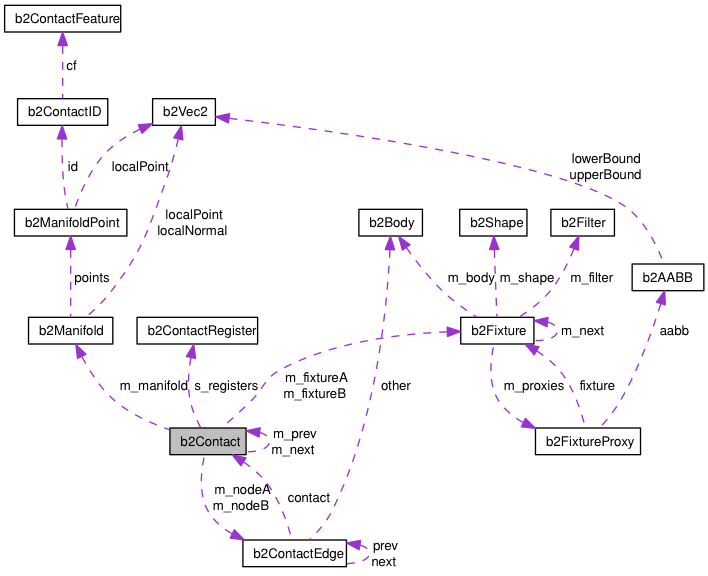 b2ContactFeature
cf
b2ContactID
b2Vec2
id
localPoint
lowerBound
upperBound
b2ManifoldPoint
localPoint
localNormal
b2Body
b2Shape
b2Filter
points
m_body
m_shape
m_filter
b2AABB
b2Manifold
b2ContactRegister
b2Fixture
m_next
aabb
m_manifold
s_registers
m_fixtureA
m_fixtureB
other
m_proxies
fixture
b2Contact
m_prev
m_next
b2FixtureProxy
m_nodeA
m_nodeB
contact
b2ContactEdge
prev
next